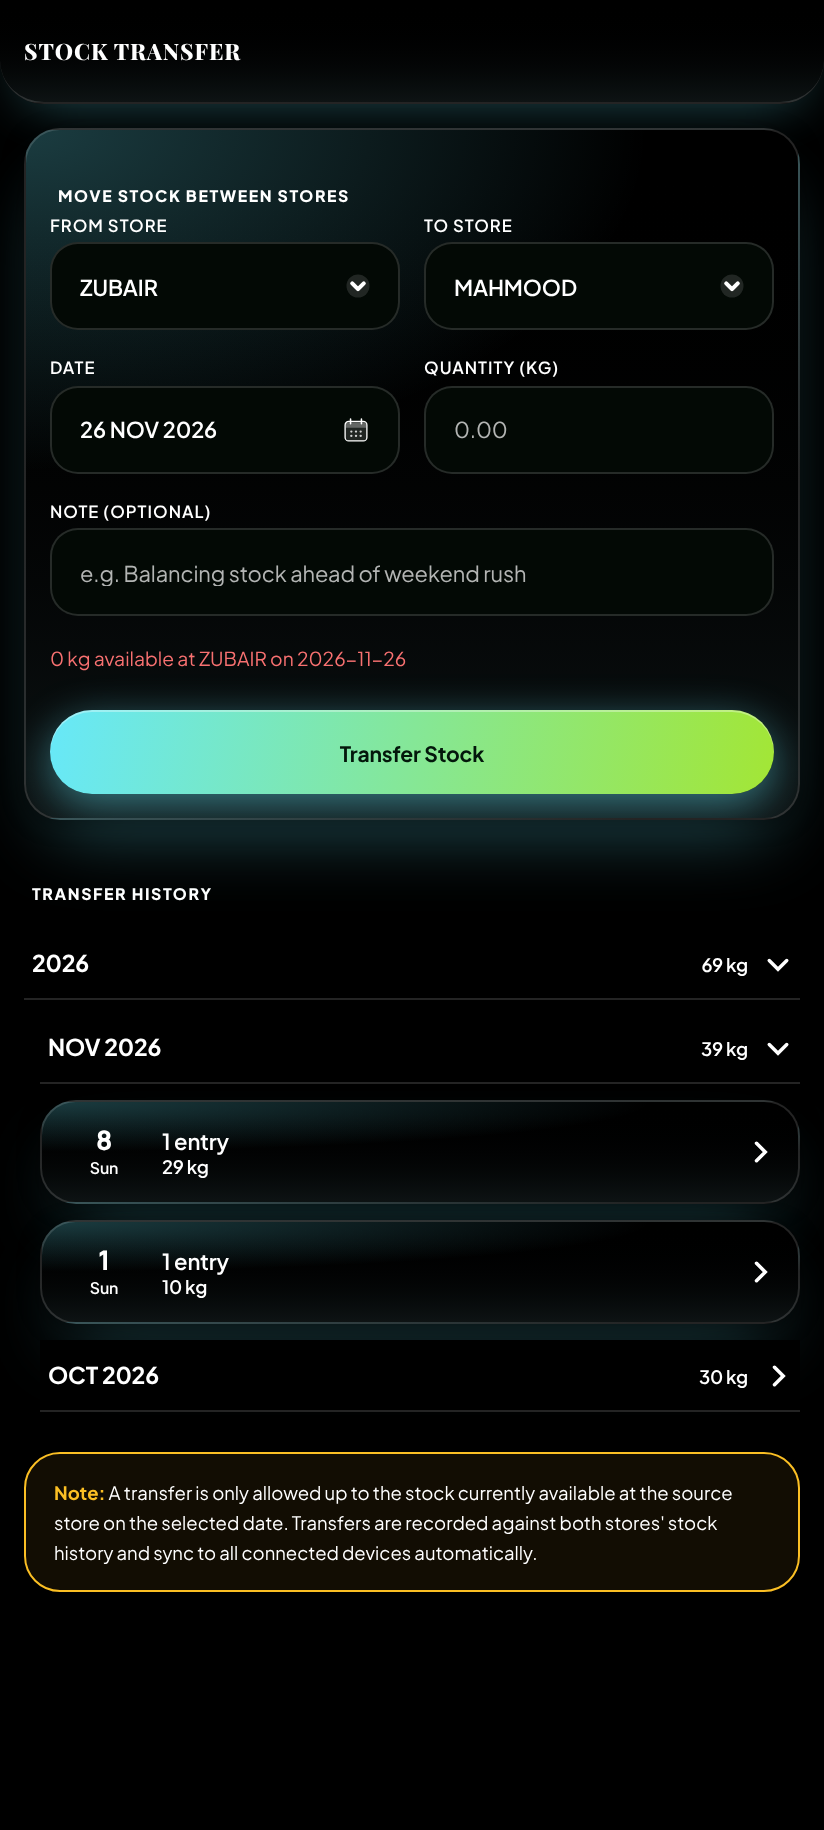 STOCK TRANSFER
MOVE STOCK BETWEEN STORES
FROM STORE
TO STORE
ZUBAIR
MAHMOOD
DATE
QUANTITY (KG)
26 NOV 2026
0.00
NOTE (OPTIONAL)
e.g. Balancing stock ahead of weekend rush
0 kg available at ZUBAIR on 2026-11-26
Transfer Stock
TRANSFER HISTORY
2026
69 kg
NOV 2026
39 kg
8
Sun
1 entry
29 kg
1
Sun
1 entry
10 kg
OCT 2026
30 kg
Note: A transfer is only allowed up to the stock currently available at the source
store on the selected date. Transfers are recorded against both stores' stock
history and sync to all connected devices automatically.